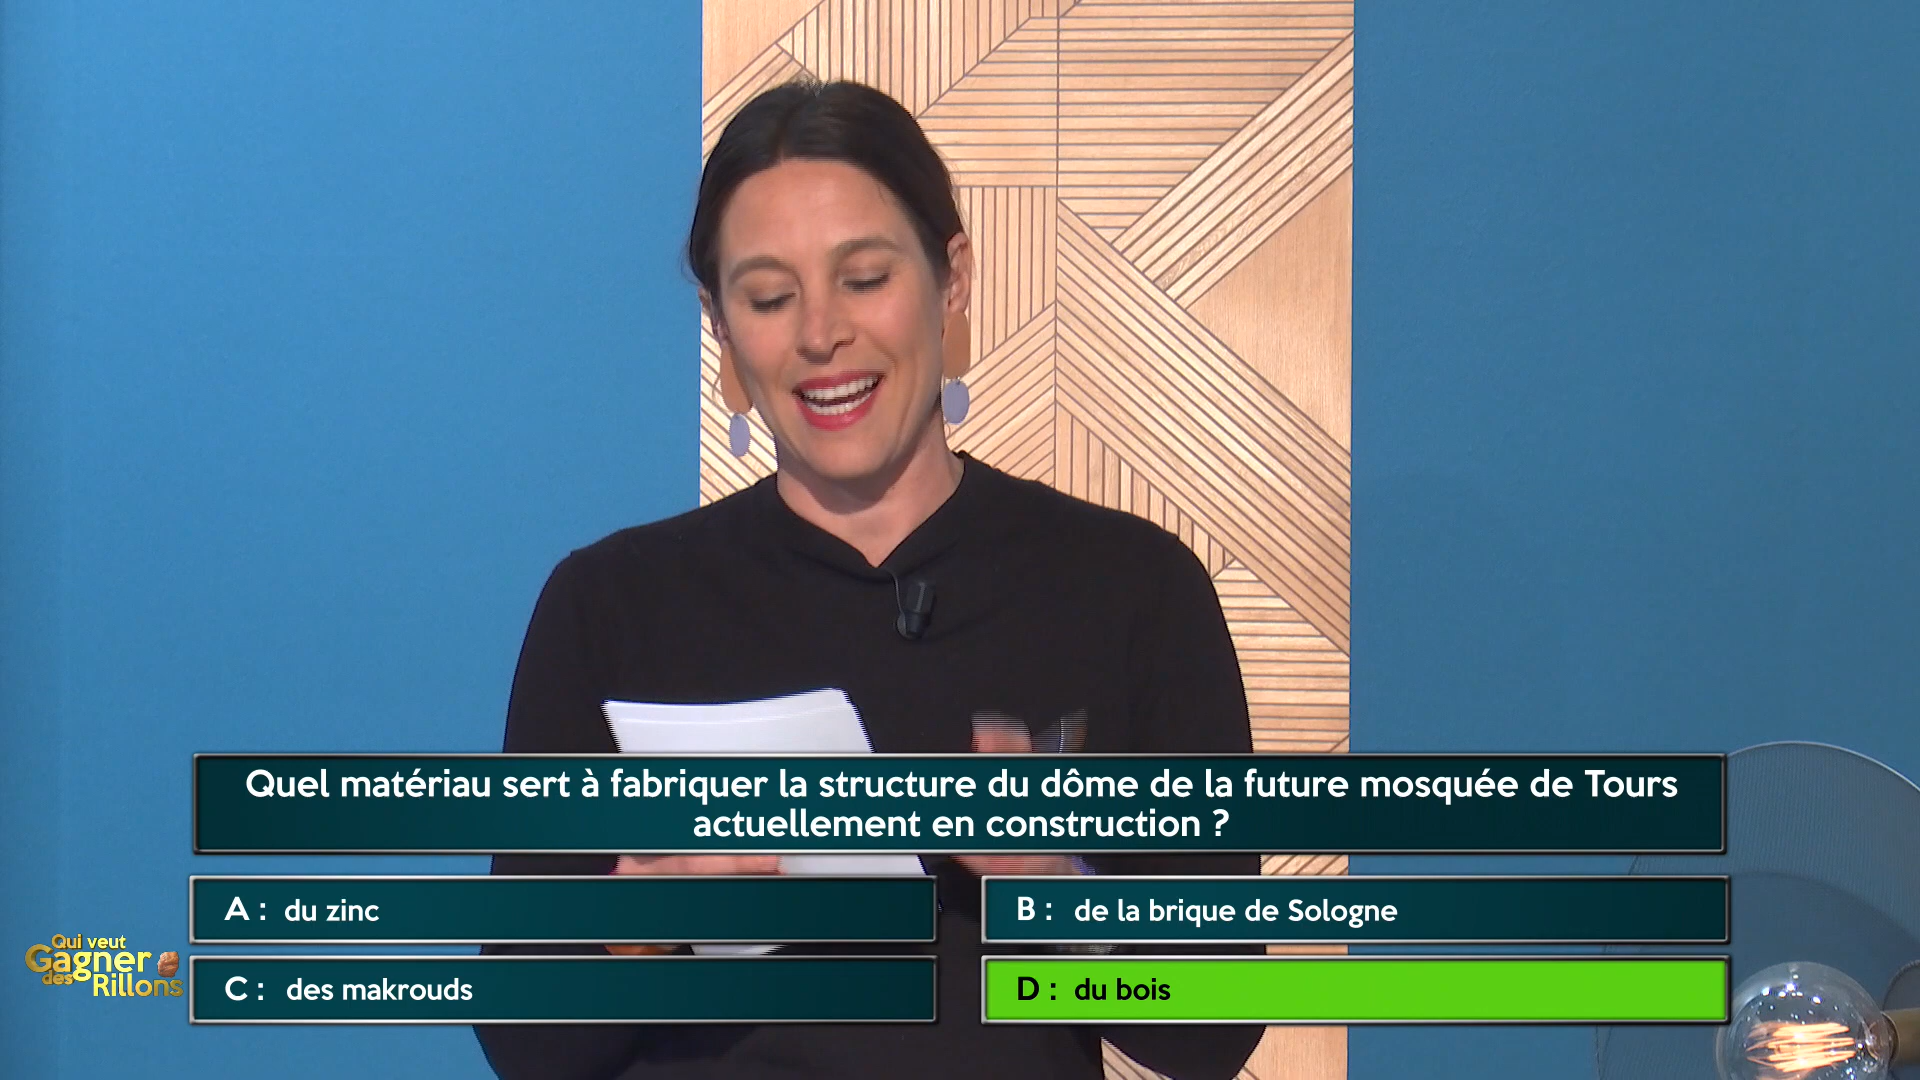 Quel matériau sert à fabriquer la structure du dôme de la future mosquée de Tours
actuellement en construction ?
A : du zinc
B : de la brique de Sologne
C : des makrouds
D : du bois
Qui veut
Gagner
des Rillons